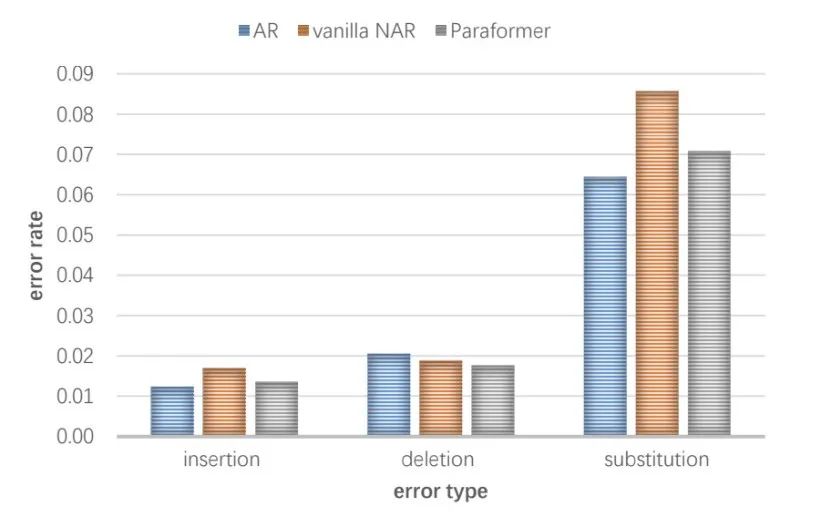 AR vanilla NAR Paraformer
0.09
0.08
0.07
0.06
0.05
0.04
0.03
0.02
0.01
0.00
error rate
insertion deletion substitution
error type